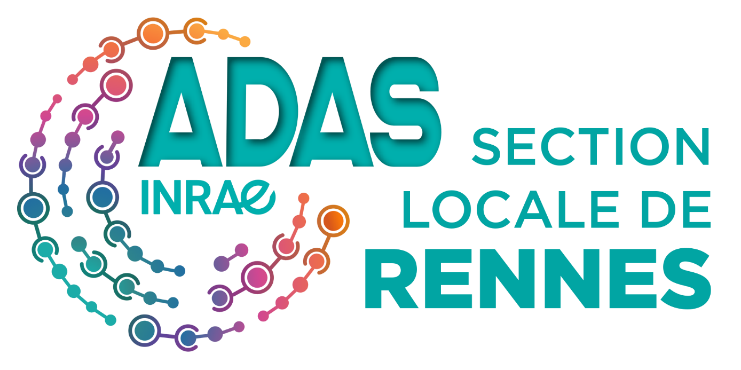 ADAS
INRAE
SECTION
LOCALE DE
RENNES